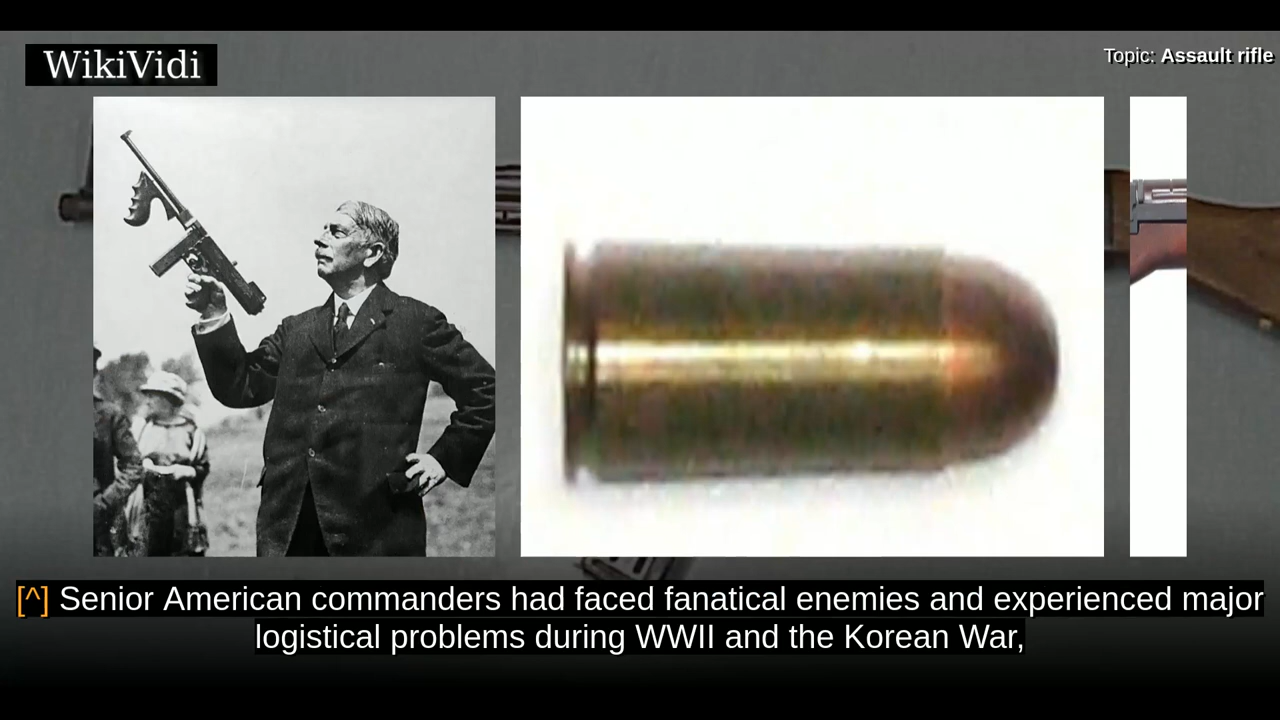 WikiVidi
Topic: Assault rifle
[^] Senior American commanders had faced fanatical enemies and experienced major
logistical problems during WWII and the Korean War,